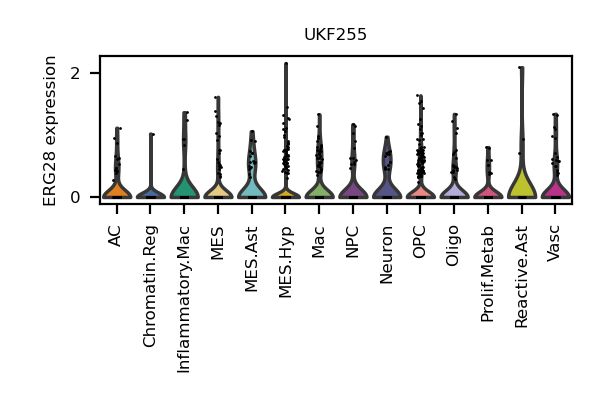 UKF255
ERG28 expression
2
0
AC
Chromatin.Reg
Inflammatory.Mac
MES
MES.Ast
MES.Hyp
Mac
NPC
Neuron
OPC
Oligo
Prolif.Metab
Reactive.Ast
Vasc